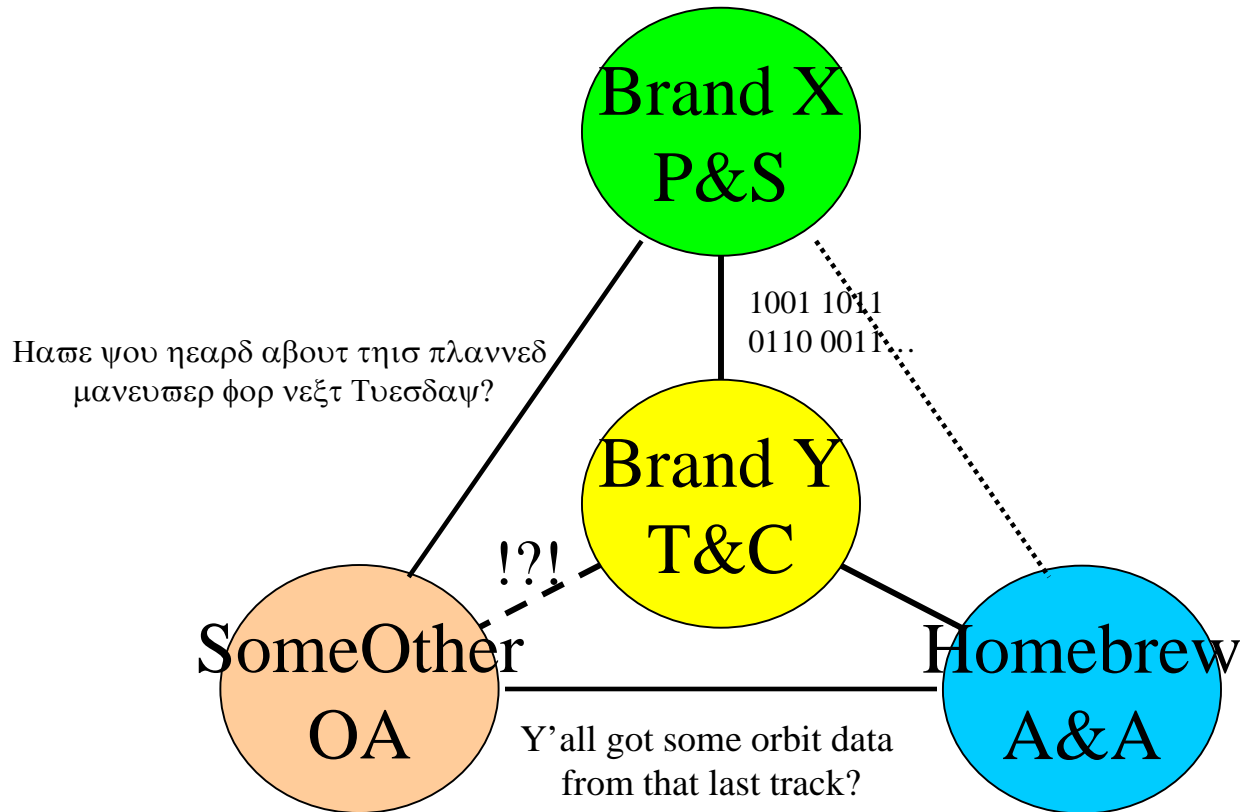 Brand X
P&S
1001 1011
0110 0011…
Ηαϖε ψου ηεαρδ αβουτ τηισ πλαννεδ
μανευϖερ φορ νεξτ Τυεσδαψ?
Brand Y
T&C
!?!
SomeOther
OA
Homebrew
A&A
Y’all got some orbit data
from that last track?